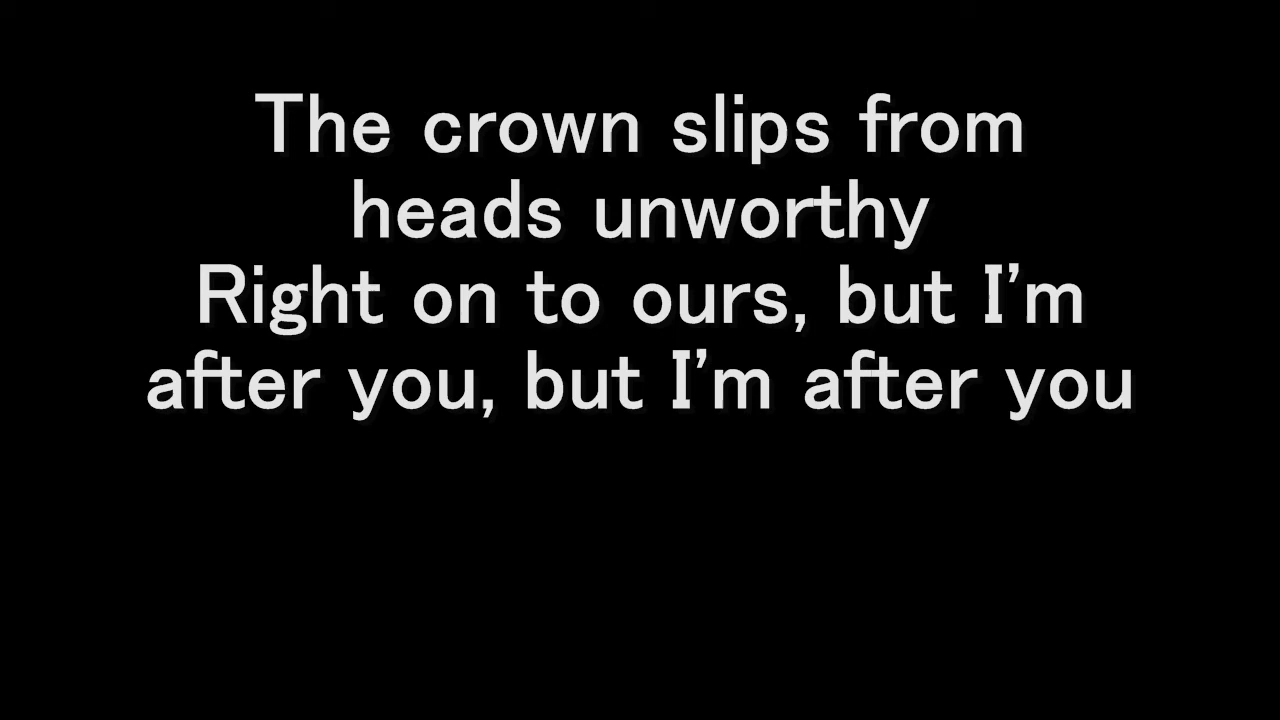 The crown slips from
heads unworthy
Right on to ours, but I’m
after you, but I’m after you